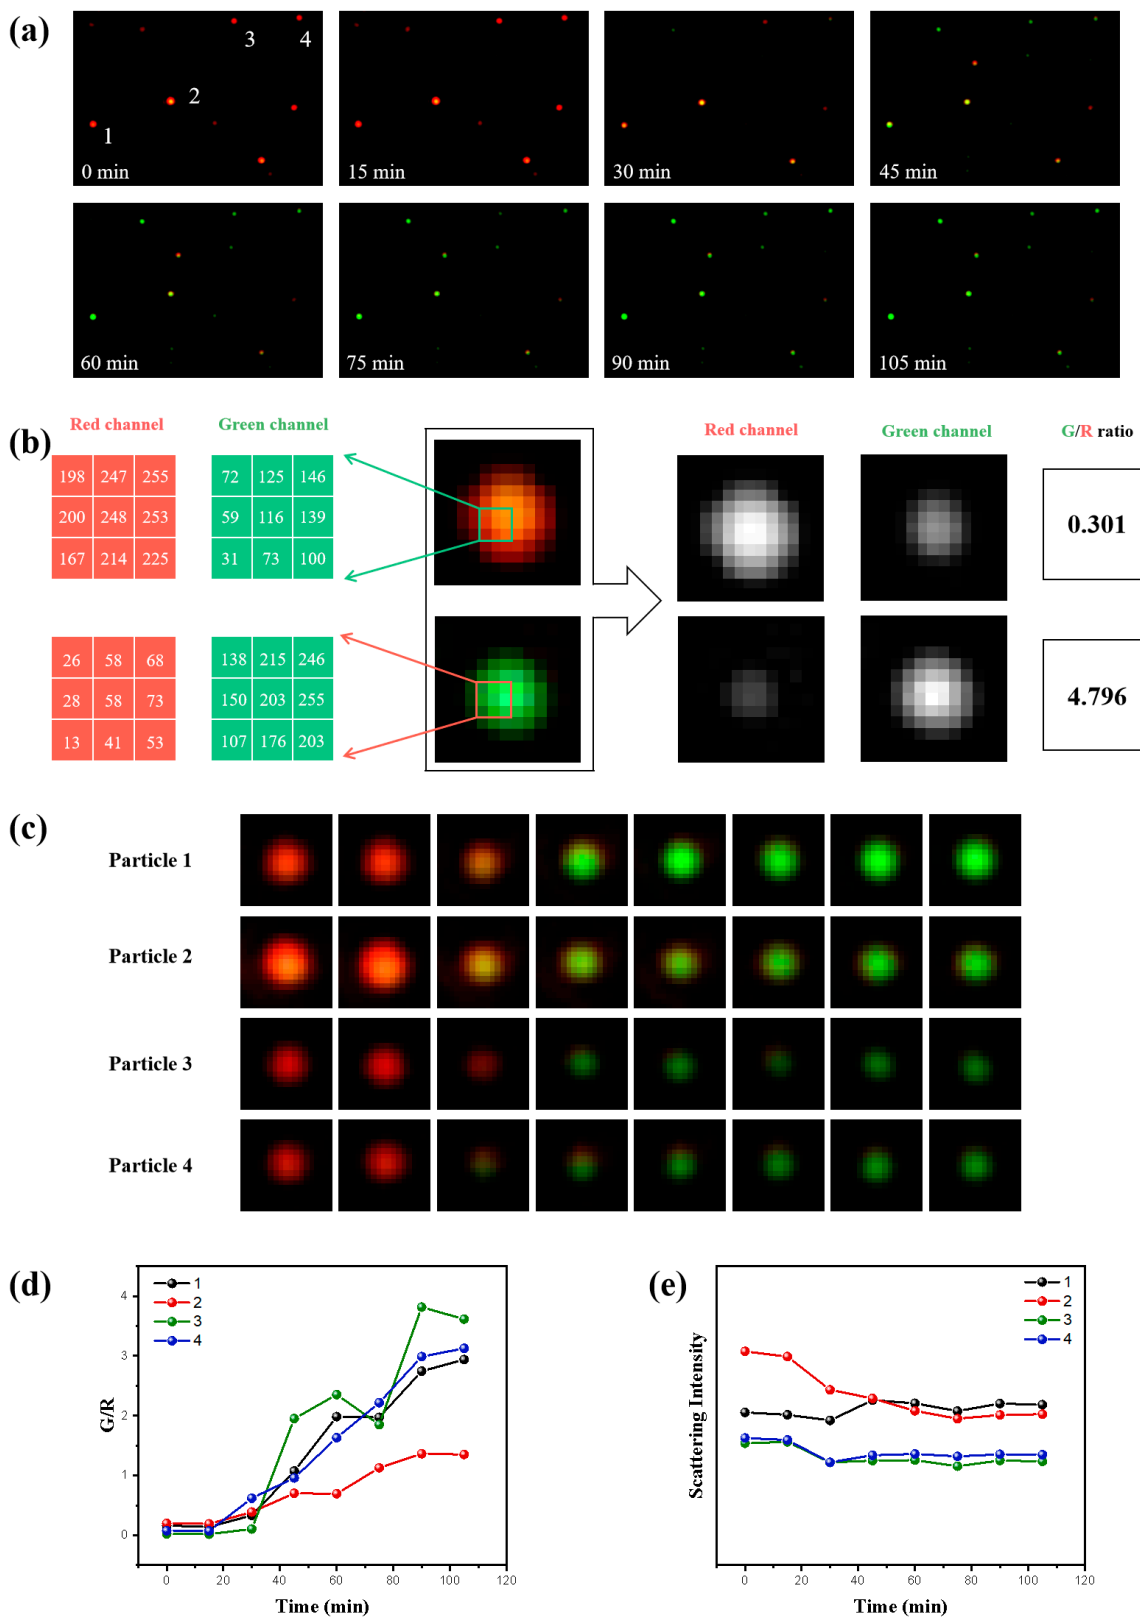 (a)
1
2
3
4
0 min
15 min
30 min
45 min
60 min
75 min
90 min
105 min
(b)
Red channel
Green channel
Red channel
Green channel
G/R ratio
198 247 255
200 248 253
167 214 225
72 125 146
59 116 139
31 73 100
0.301
26 58 68
28 58 73
13 41 53
138 215 246
150 203 255
107 176 203
4.796
(c)
Particle 1
Particle 2
Particle 3
Particle 4
(d)
1
2
3
4
G/R
4
3
2
1
0
0 20 40 60 80 100 120
Time (min)
(e)
1
2
3
4
Scattering Intensity
0 20 40 60 80 100 120
Time (min)